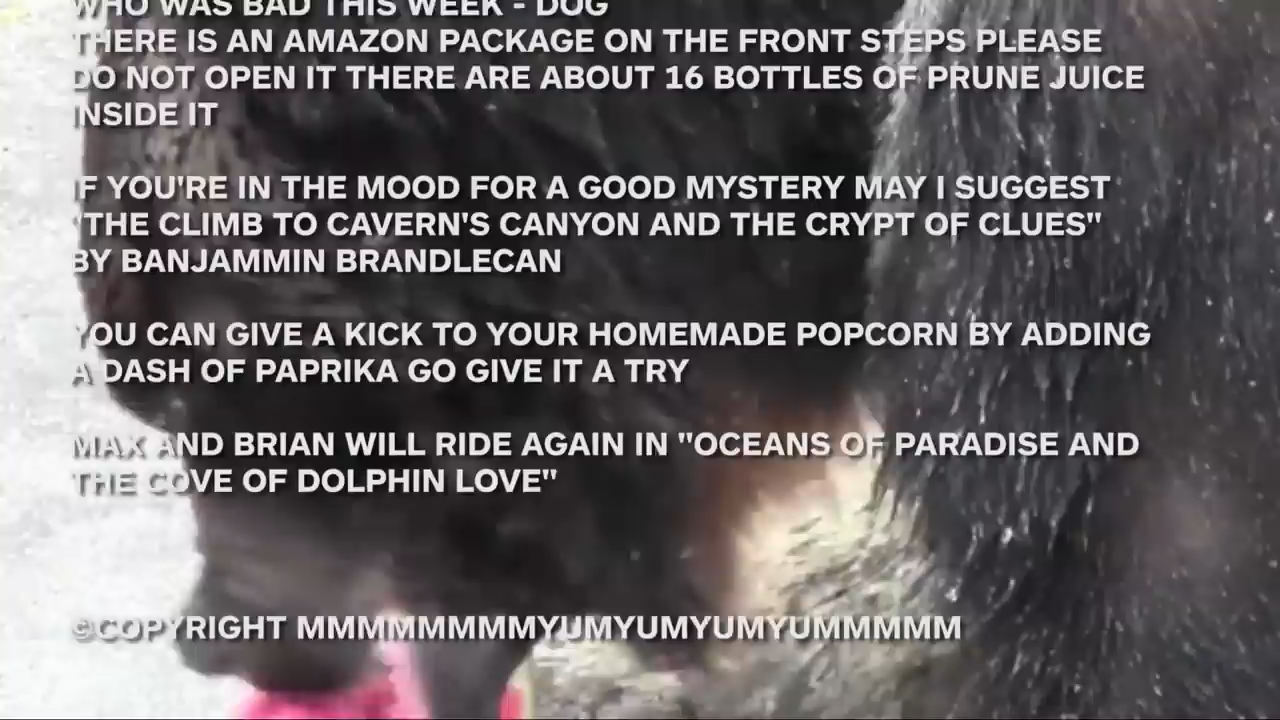 WHO WAS BAD THIS WEEK - DOG
THERE IS AN AMAZON PACKAGE ON THE FRONT STEPS PLEASE
DO NOT OPEN IT THERE ARE ABOUT 16 BOTTLES OF PRUNE JUICE
INSIDE IT
IF YOU'RE IN THE MOOD FOR A GOOD MYSTERY MAY I SUGGEST
"THE CLIMB TO CAVERN'S CANYON AND THE CRYPT OF CLUES"
BY BANJAMMIN BRANDLECAN
YOU CAN GIVE A KICK TO YOUR HOMEMADE POPCORN BY ADDING
A DASH OF PAPRIKA GO GIVE IT A TRY
MAX AND BRIAN WILL RIDE AGAIN IN "OCEANS OF PARADISE AND
THE COVE OF DOLPHIN LOVE"
©COPYRIGHT MMMMMMMMMYUMYUMYUMYUMMMMM